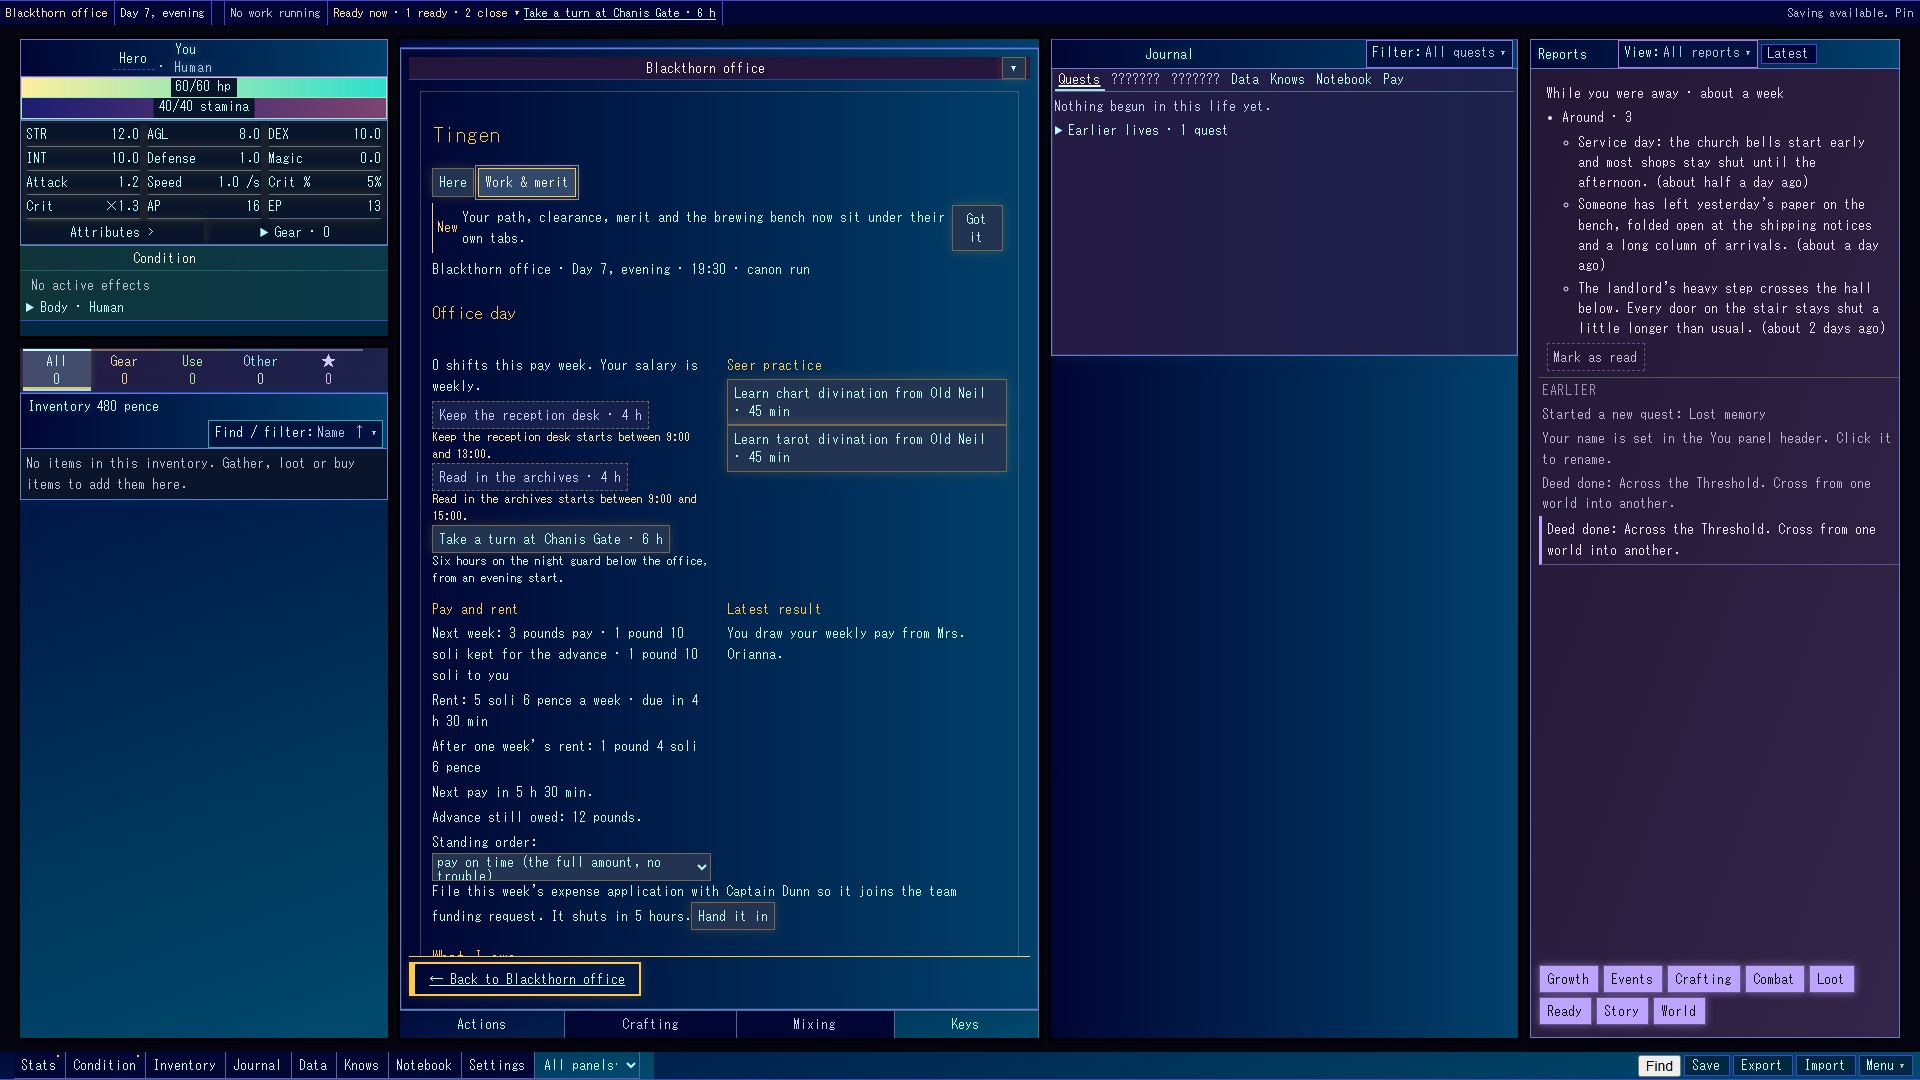 Blackthorn office Day 7, evening No work running Ready now · 1 ready · 2 close ▾ Take a turn at Chanis Gate · 6 h Saving available. Pin
Hero · You
Human
60/60 hp
40/40 stamina
STR 12.0 AGL 8.0 DEX 10.0
INT 10.0 Defense 1.0 Magic 0.0
Attack 1.2 Speed 1.0 /s Crit % 5%
Crit ×1.3 AP 16 EP 13
Attributes > ▶ Gear · 0
Condition
No active effects
▶ Body · Human
All Gear Use Other ★
0 0 0 0 0
Inventory 480 pence
Find / filter: Name ↑ ▾
No items in this inventory. Gather, loot or buy
items to add them here.
Blackthorn office ▾
Tingen
Here Work & merit
New Your path, clearance, merit and the brewing bench now sit under their
own tabs.
Got
it
Blackthorn office · Day 7, evening · 19:30 · canon run
Office day
0 shifts this pay week. Your salary is
weekly.
Keep the reception desk · 4 h
Keep the reception desk starts between 9:00
and 13:00.
Read in the archives · 4 h
Read in the archives starts between 9:00 and
15:00.
Take a turn at Chanis Gate · 6 h
Six hours on the night guard below the office,
from an evening start.
Seer practice
Learn chart divination from Old Neil
· 45 min
Learn tarot divination from Old Neil
· 45 min
Pay and rent
Next week: 3 pounds pay · 1 pound 10
soli kept for the advance · 1 pound 10
soli to you
Rent: 5 soli 6 pence a week · due in 4
h 30 min
After one week's rent: 1 pound 4 soli
6 pence
Next pay in 5 h 30 min.
Advance still owed: 12 pounds.
Standing order:
pay on time (the full amount, no
trouble)
Latest result
You draw your weekly pay from Mrs.
Orianna.
File this week's expense application with Captain Dunn so it joins the team
funding request. It shuts in 5 hours. Hand it in
← Back to Blackthorn office
Actions Crafting Mixing Keys
Journal Filter: All quests ▾
Quests ??????? ??????? Data Knows Notebook Pay
Nothing begun in this life yet.
▶ Earlier lives · 1 quest
Reports View: All reports ▾ Latest
While you were away · about a week
• Around · 3
Service day: the church bells start early
and most shops stay shut until the
afternoon. (about half a day ago)
Someone has left yesterday's paper on the
bench, folded open at the shipping notices
and a long column of arrivals. (about a day
ago)
The landlord's heavy step crosses the hall
below. Every door on the stair stays shut a
little longer than usual. (about 2 days ago)
Mark as read
EARLIER
Started a new quest: Lost memory
Your name is set in the You panel header. Click it
to rename.
Deed done: Across the Threshold. Cross from one
world into another.
Deed done: Across the Threshold. Cross from one
world into another.
Growth Events Crafting Combat Loot
Ready Story World
Stats Condition Inventory Journal Data Knows Notebook Settings All panels· Find Save Export Import Menu ▾